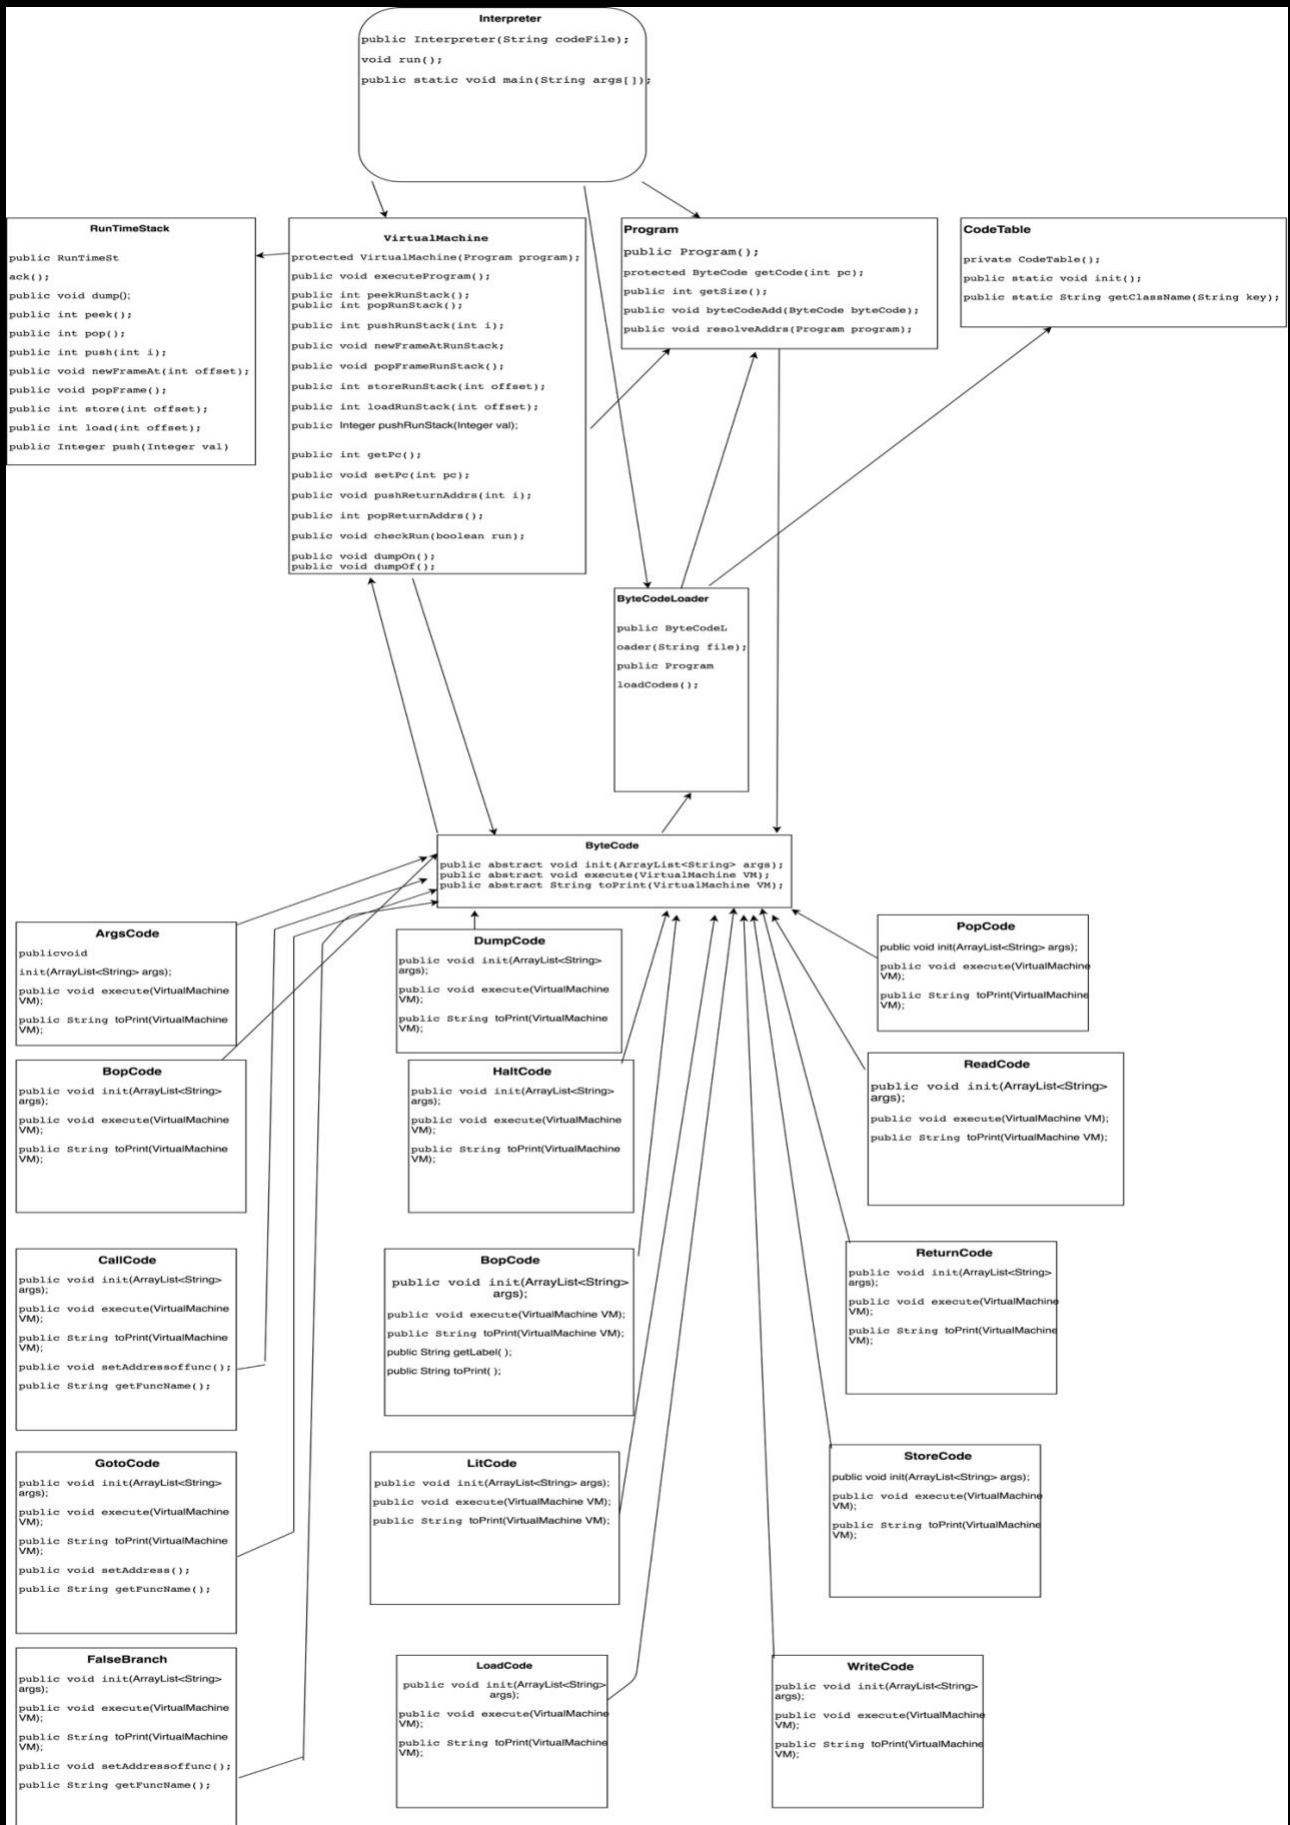 Interpreter
public Interpreter(String codeFile);
void run();
public static void main(String args[]);
RunTimeStack
public RunTimeSt
ack();
public void dump();
public int peek();
public int pop();
public int push(int i);
public void newFrameAt(int offset);
public void popFrame();
public int store(int offset);
public int load(int offset);
public Integer push(Integer val)
VirtualMachine
protected VirtualMachine(Program program);
public void executeProgram();
public int peekRunStack();
public int popRunStack();
public int pushRunStack(int i);
public void newFrameAtRunStack;
public void popFrameRunStack();
public int storeRunStack(int offset);
public int loadRunStack(int offset);
public Integer pushRunStack(Integer val);
public int getPc();
public void setPc(int pc);
public void pushReturnAddrs(int i);
public int popReturnAddrs();
public void checkRun(boolean run);
public void dumpOn();
public void dumpOf();
Program
public Program();
protected ByteCode getCode(int pc);
public int getSize();
public void byteCodeAdd(ByteCode byteCode);
public void resolveAddrs(Program program);
CodeTable
private CodeTable();
public static void init();
public static String getClassName(String key);
ByteCodeLoader
public ByteCodeL
oader(String file);
public Program
loadCodes();
ByteCode
public abstract void init(ArrayList<String> args);
public abstract void execute(VirtualMachine VM);
public abstract String toPrint(VirtualMachine VM);
ArgsCode
publicvoid
init(ArrayList<String> args);
public void execute(VirtualMachine
VM);
public String toPrint(VirtualMachine
VM);
DumpCode
public void init(ArrayList<String>
args);
public void execute(VirtualMachine
VM);
public String toPrint(VirtualMachine
VM);
PopCode
public void init(ArrayList<String> args);
public void execute(VirtualMachine
VM);
public String toPrint(VirtualMachine
VM);
BopCode
public void init(ArrayList<String>
args);
public void execute(VirtualMachine
VM);
public String toPrint(VirtualMachine
VM);
HaltCode
public void init(ArrayList<String>
args);
public void execute(VirtualMachine
VM);
public String toPrint(VirtualMachine
VM);
ReadCode
public void init(ArrayList<String>
args);
public void execute(VirtualMachine VM);
public String toPrint(VirtualMachine VM);
CallCode
public void init(ArrayList<String>
args);
public void execute(VirtualMachine
VM);
public String toPrint(VirtualMachine
VM);
public void setAddressoffunc();
public String getFuncName();
BopCode
public void init(ArrayList<String>
args);
public void execute(VirtualMachine VM);
public String toPrint(VirtualMachine VM);
public String getLabel( );
public String toPrint( );
ReturnCode
public void init(ArrayList<String>
args);
public void execute(VirtualMachine
VM);
public String toPrint(VirtualMachine
VM);
GotoCode
public void init(ArrayList<String>
args);
public void execute(VirtualMachine
VM);
public String toPrint(VirtualMachine
VM);
public void setAddress();
public String getFuncName();
LitCode
public void init(ArrayList<String> args);
public void execute(VirtualMachine VM);
public String toPrint(VirtualMachine VM);
StoreCode
public void init(ArrayList<String> args);
public void execute(VirtualMachine
VM);
public String toPrint(VirtualMachine
VM);
FalseBranch
public void init(ArrayList<String>
args);
public void execute(VirtualMachine
VM);
public String toPrint(VirtualMachine
VM);
public void setAddressoffunc();
public String getFuncName();
LoadCode
public void init(ArrayList<String>
args);
public void execute(VirtualMachine
VM);
public String toPrint(VirtualMachine
VM);
WriteCode
public void init(ArrayList<String>
args);
public void execute(VirtualMachine
VM);
public String toPrint(VirtualMachine
VM);